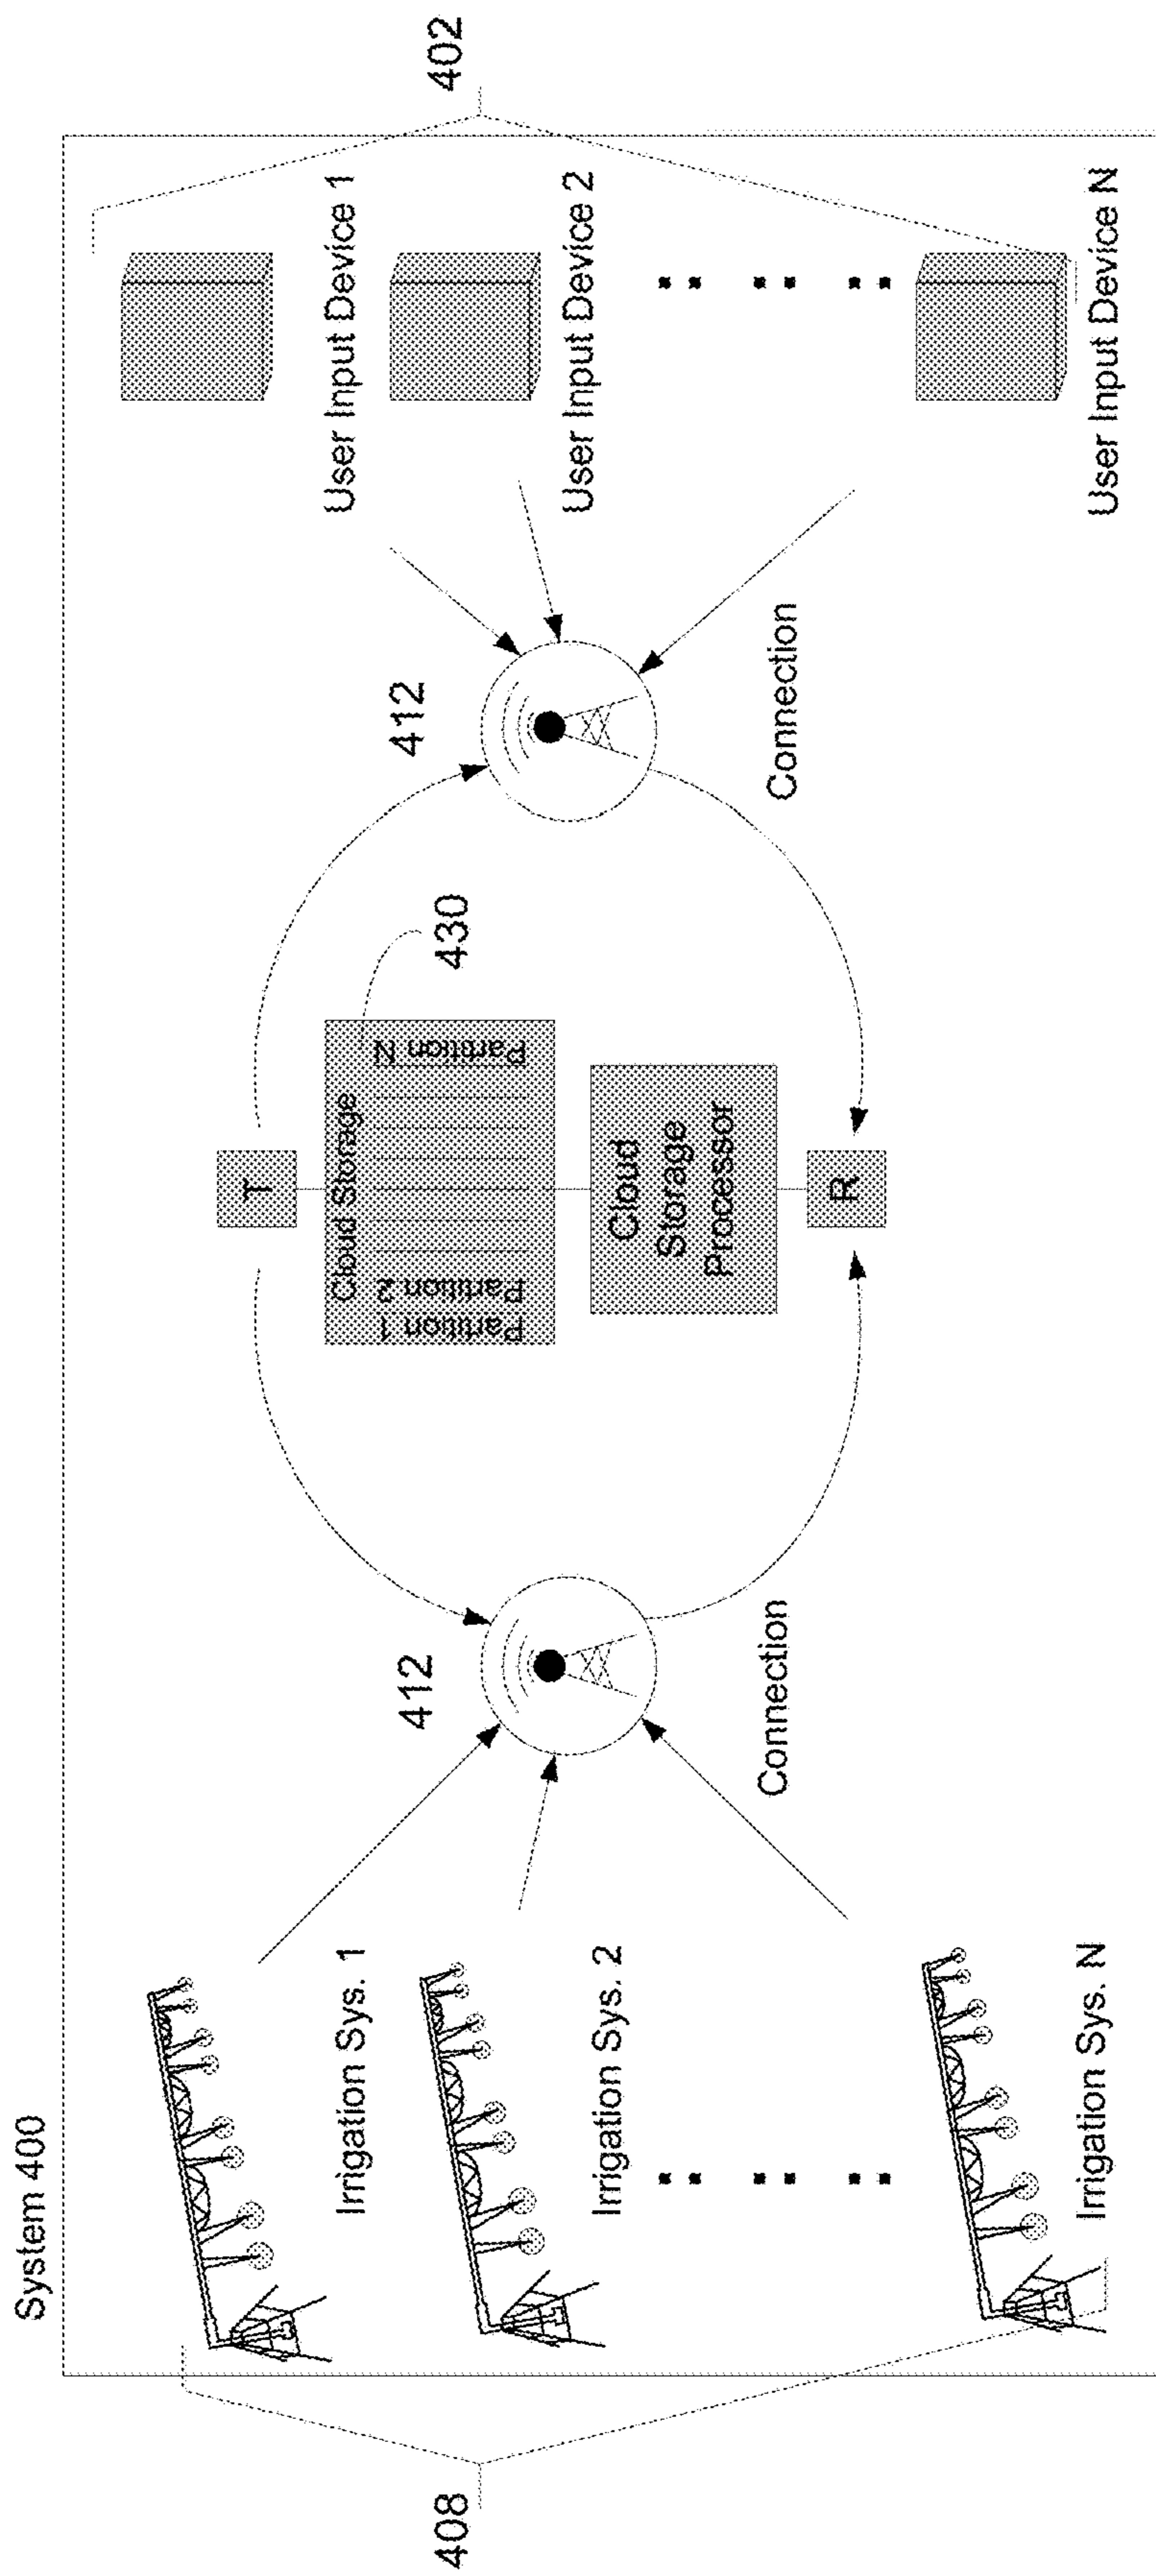 System 400
408
Irrigation Sys. 1
Irrigation Sys. 2
Irrigation Sys. N
412
Connection
T
Cloud Storage
Partition 1
Partition 2
Partition N
430
Cloud
Storage
Processor
R
412
Connection
User Input Device 1
User Input Device 2
User Input Device N
402